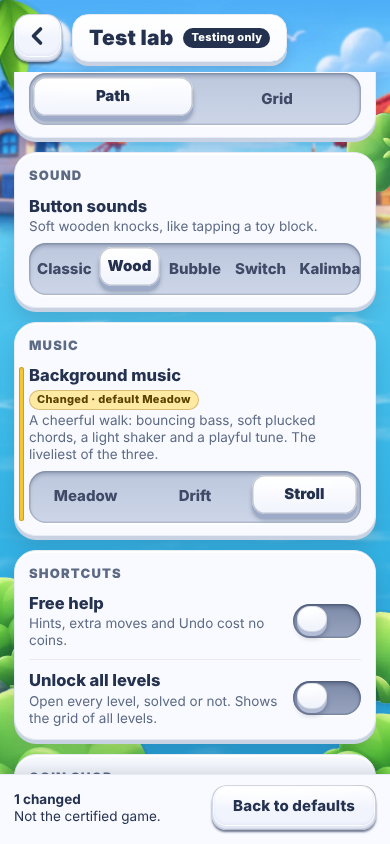 Test lab Testing only
Path Grid
SOUND
Button sounds
Soft wooden knocks, like tapping a toy block.
Classic Wood Bubble Switch Kalimba
MUSIC
Background music
Changed · default Meadow
A cheerful walk: bouncing bass, soft plucked
chords, a light shaker and a playful tune. The
liveliest of the three.
Meadow Drift Stroll
SHORTCUTS
Free help
Hints, extra moves and Undo cost no
coins.
Unlock all levels
Open every level, solved or not. Shows
the grid of all levels.
1 changed
Not the certified game.
Back to defaults